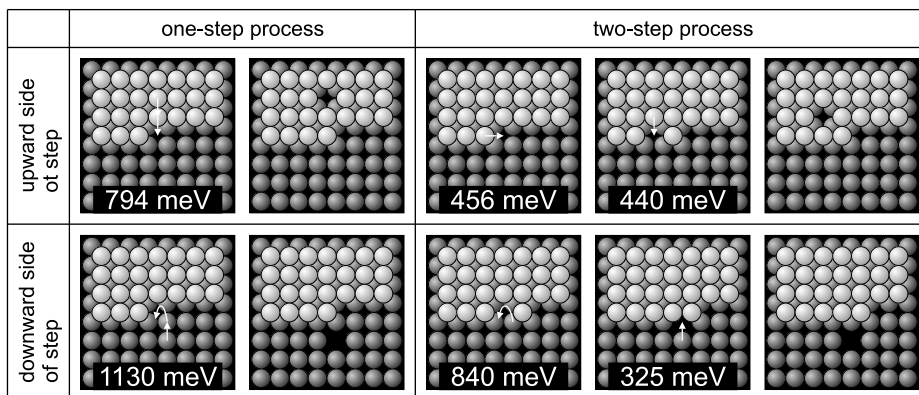 one-step process
two-step process
upward side
ot step
794 meV
456 meV
440 meV
downward side
of step
1130 meV
840 meV
325 meV